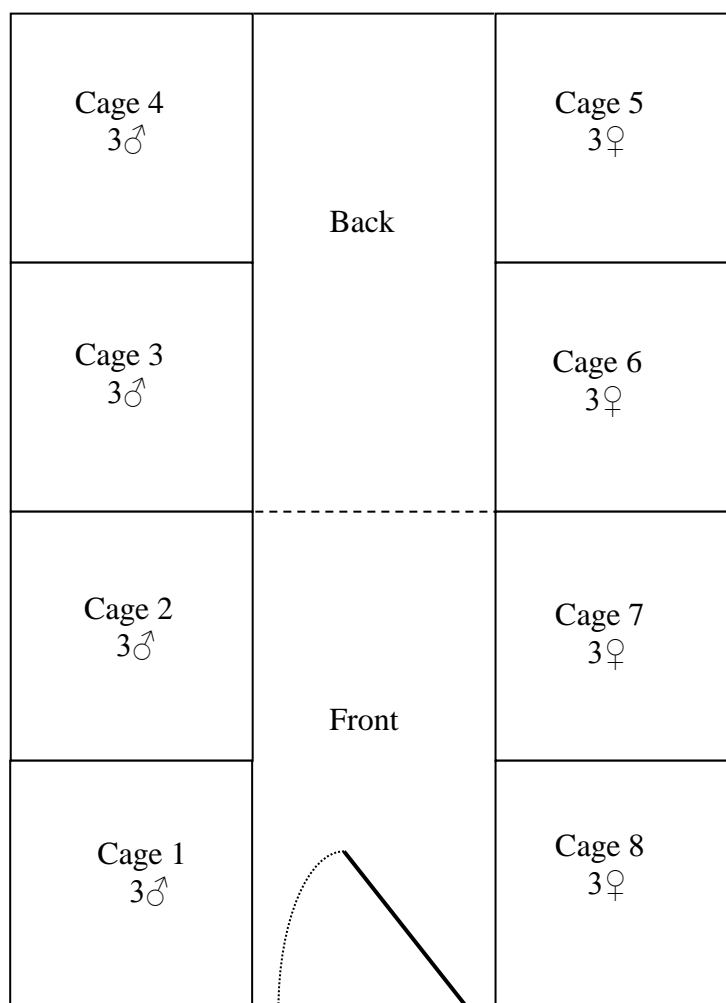 Cage 4
3♂
Cage 5
3♀
Back
Cage 3
3♂
Cage 6
3♀
Cage 2
3♂
Cage 7
3♀
Front
Cage 1
3♂
Cage 8
3♀